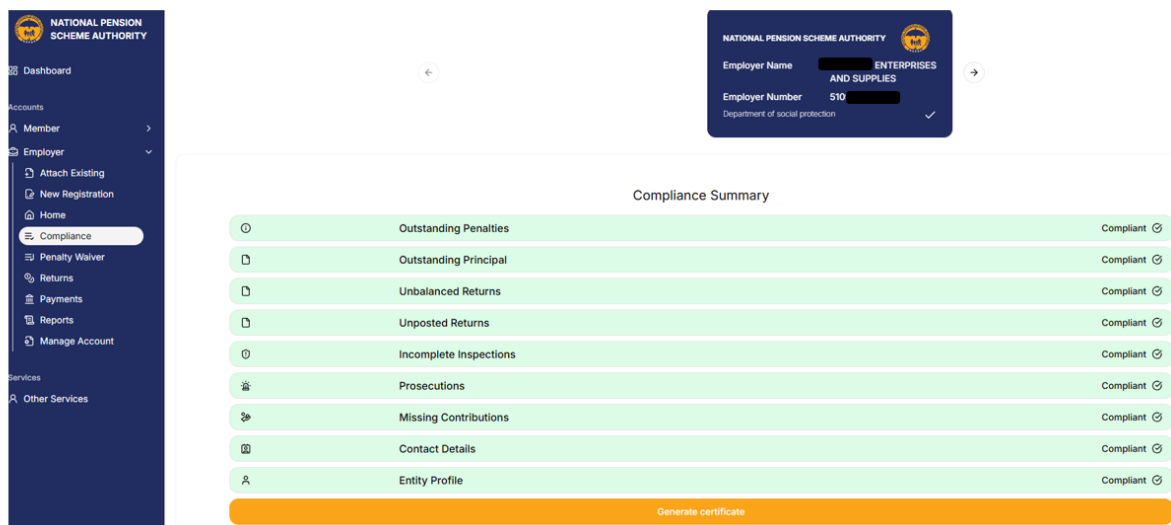 NATIONAL PENSION
SCHEME AUTHORITY
Dashboard
Accounts
Member
Employer
Attach Existing
New Registration
Home
Compliance
Penalty Waiver
Returns
Payments
Reports
Manage Account
Services
Other Services
NATIONAL PENSION SCHEME AUTHORITY
Employer Name ENTERPRISES
AND SUPPLIES
Employer Number 510
Department of social protection
Compliance Summary
Outstanding Penalties Compliant
Outstanding Principal Compliant
Unbalanced Returns Compliant
Unposted Returns Compliant
Incomplete Inspections Compliant
Prosecutions Compliant
Missing Contributions Compliant
Contact Details Compliant
Entity Profile Compliant
Generate certificate